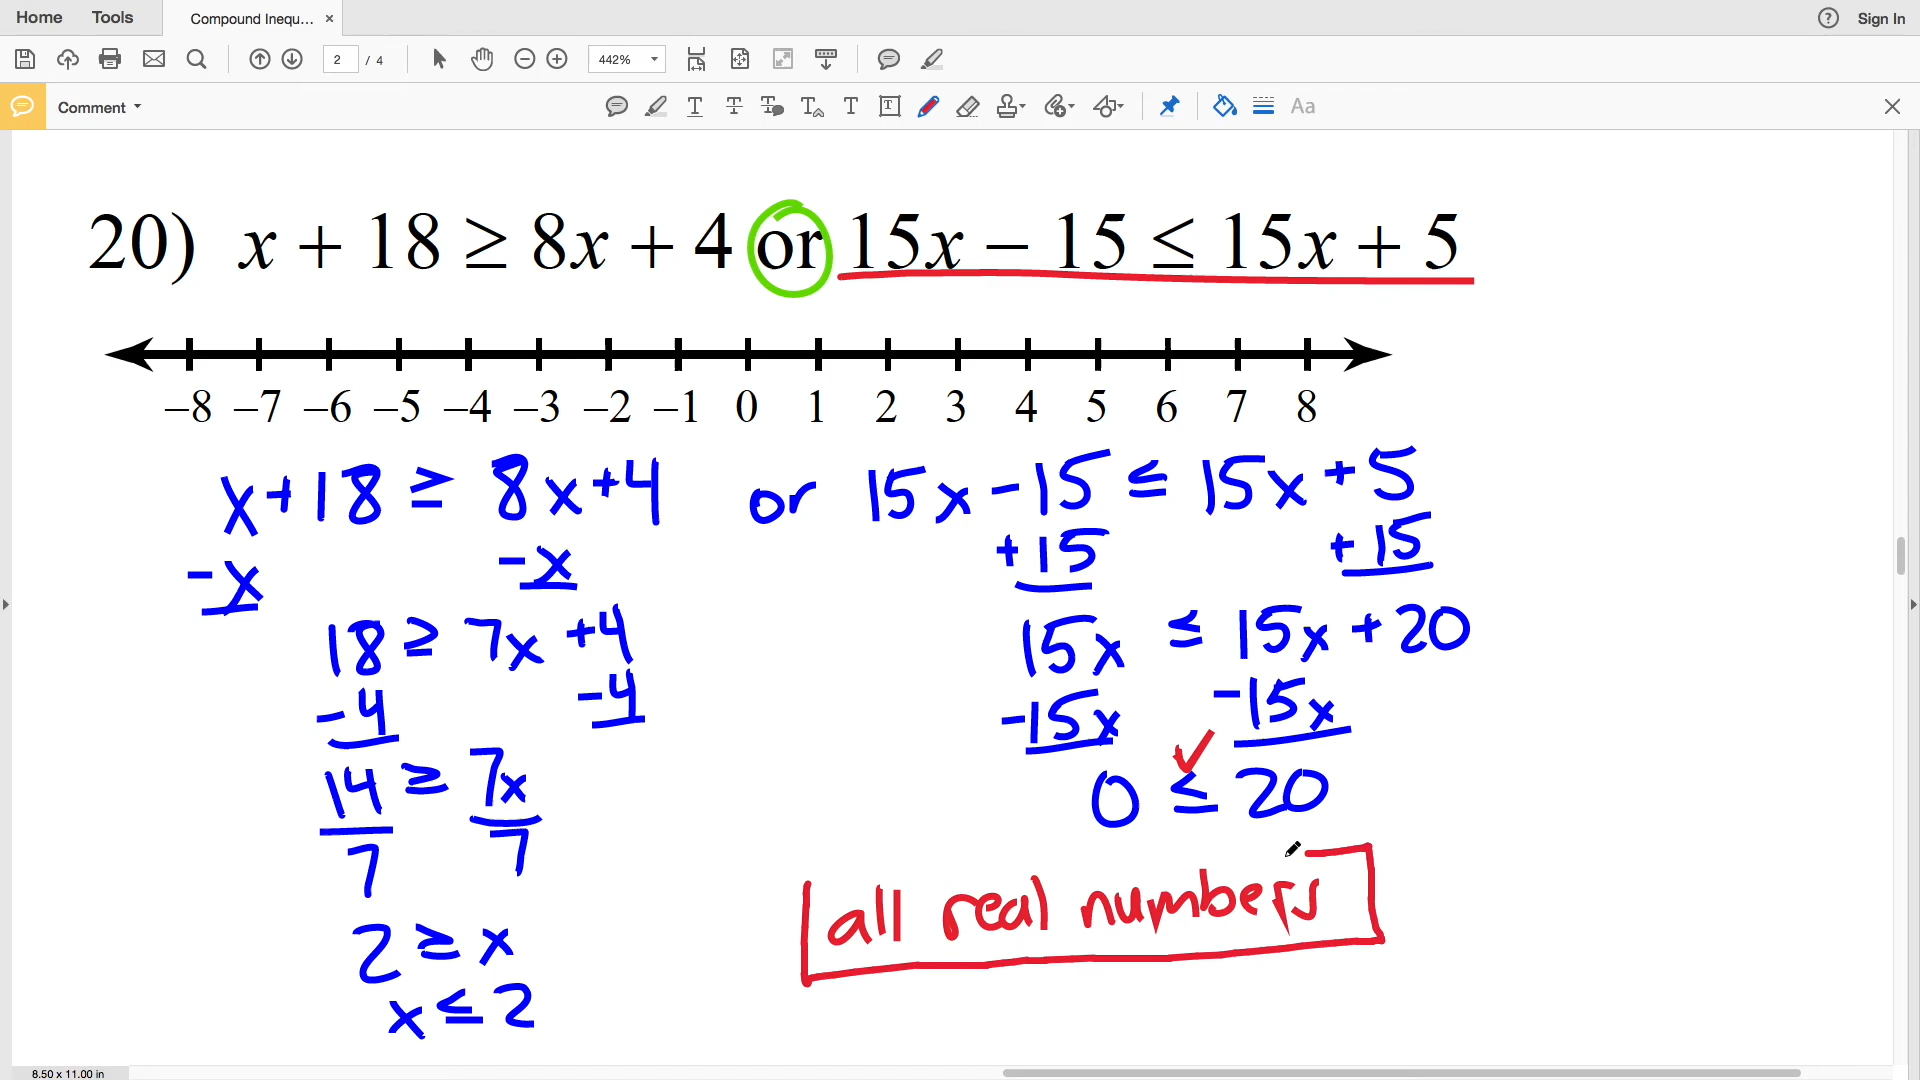 Home Tools Compound Inequ... × ? Sign In
2 / 4 442%
Comment T T T T T T Aa
20) x + 18 ≥ 8x + 4 or 15x − 15 ≤ 15x + 5
−8 −7 −6 −5 −4 −3 −2 −1 0 1 2 3 4 5 6 7 8
x+18 ≥ 8x+4 or 15x −15 ≤ 15x +5
−x −x +15 +15
18 ≥ 7x +4 15x ≤ 15x +20
−4 −4 −15x −15x
14 ≥ 7x 0 ≤ 20
7 7
all real numbers
2 ≥ x
x ≤ 2
8.50 x 11.00 in